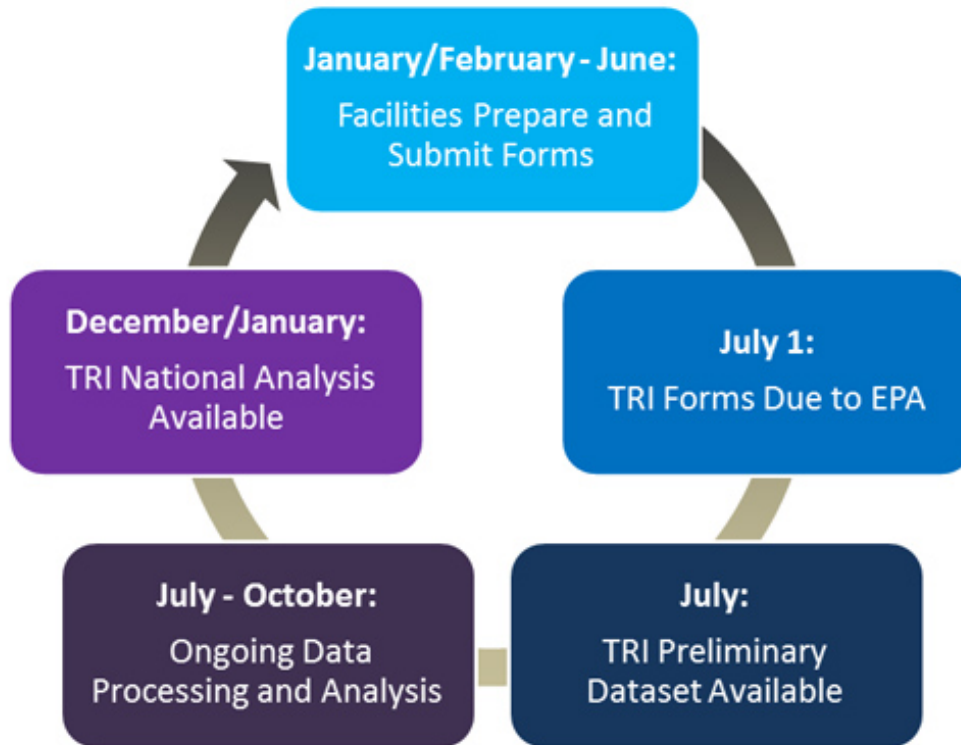 January/February - June:
Facilities Prepare and
Submit Forms
July 1:
TRI Forms Due to EPA
July:
TRI Preliminary
Dataset Available
July - October:
Ongoing Data
Processing and Analysis
December/January:
TRI National Analysis
Available